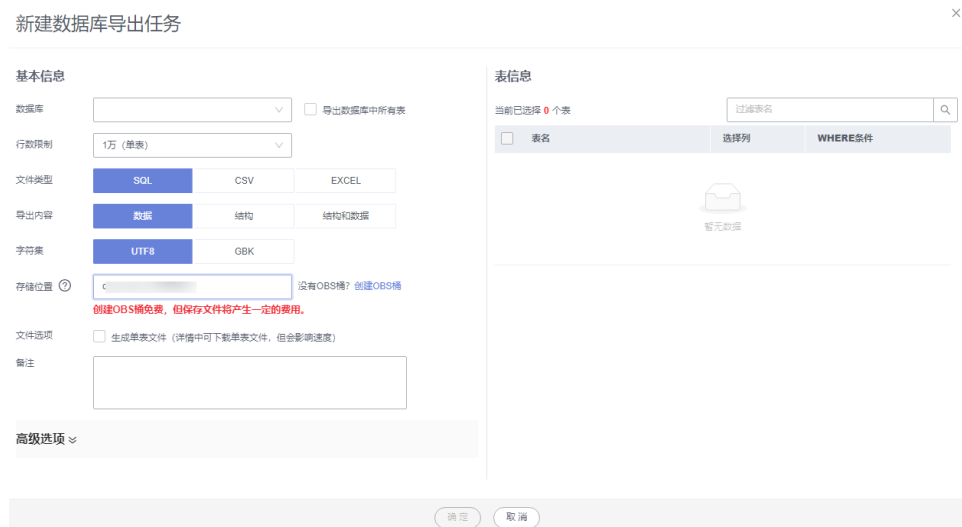 新建数据库导出任务
基本信息
数据库
导出数据库中所有表
行数限制
1万（单表）
文件类型
SQL
CSV
EXCEL
导出内容
数据
结构
结构和数据
字符集
UTF8
GBK
存储位置
没有OBS桶？创建OBS桶
创建OBS桶免费，但保存文件将产生一定的费用。
文件选项
生成单表文件（详情中可下载单表文件，但会影响速度）
备注
高级选项
表信息
当前已选择 0 个表
过滤表名
表名
选择列
WHERE条件
暂无数据
确定
取消